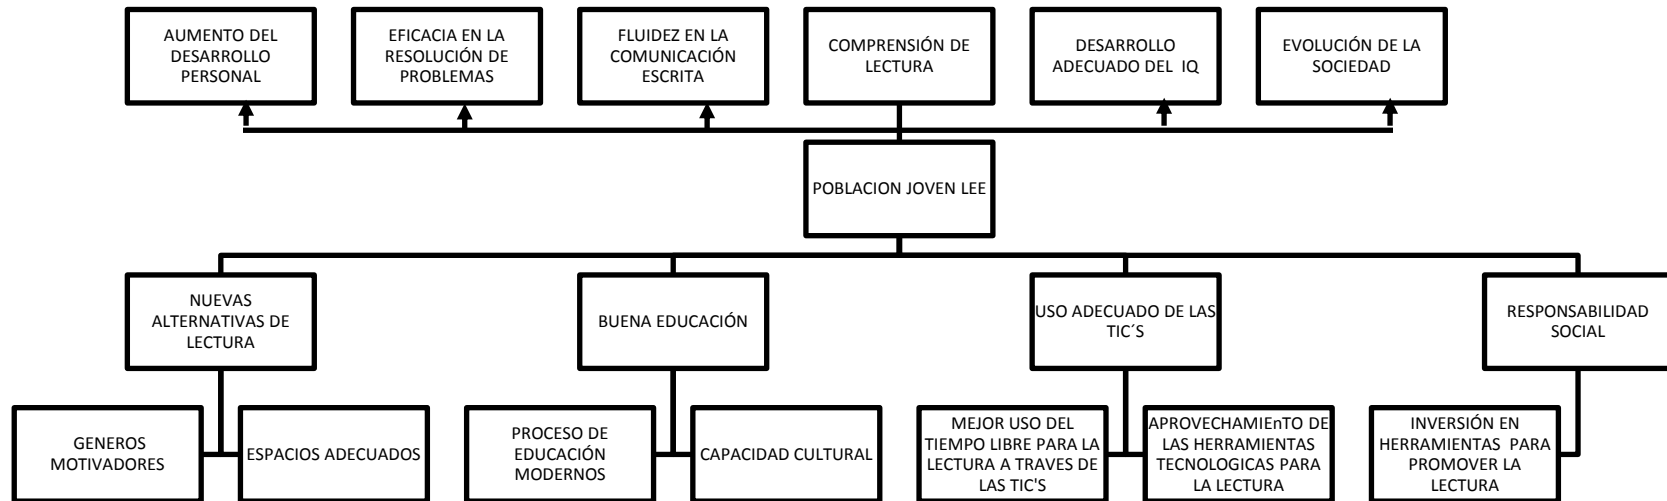 AUMENTO DEL
DESARROLLO
PERSONAL
EFICACIA EN LA
RESOLUCIÓN DE
PROBLEMAS
FLUIDEZ EN LA
COMUNICACIÓN
ESCRITA
COMPRENSIÓN DE
LECTURA
DESARROLLO
ADECUADO DEL IQ
EVOLUCIÓN DE LA
SOCIEDAD
POBLACION JOVEN LEE
NUEVAS
ALTERNATIVAS DE
LECTURA
BUENA EDUCACIÓN
USO ADECUADO DE LAS
TIC´S
RESPONSABILIDAD
SOCIAL
GENEROS
MOTIVADORES
ESPACIOS ADECUADOS
PROCESO DE
EDUCACIÓN
MODERNOS
CAPACIDAD CULTURAL
MEJOR USO DEL
TIEMPO LIBRE PARA LA
LECTURA A TRAVES DE
LAS TIC'S
APROVECHAMIEnTO DE
LAS HERRAMIENTAS
TECNOLOGICAS PARA
LA LECTURA
INVERSIÓN EN
HERRAMIENTAS PARA
PROMOVER LA
LECTURA